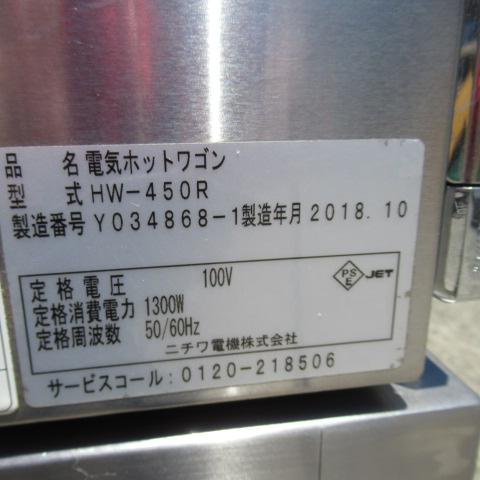 品 名 電気ホットワゴン
型 式 HW-450R
製造番号 Y034868-1 製造年月 2018.10
定格電圧 100V
定格消費電力 1300W
定格周波数 50/60Hz
PS E JET
ニチワ電機株式会社
サービスコール:0120-218506